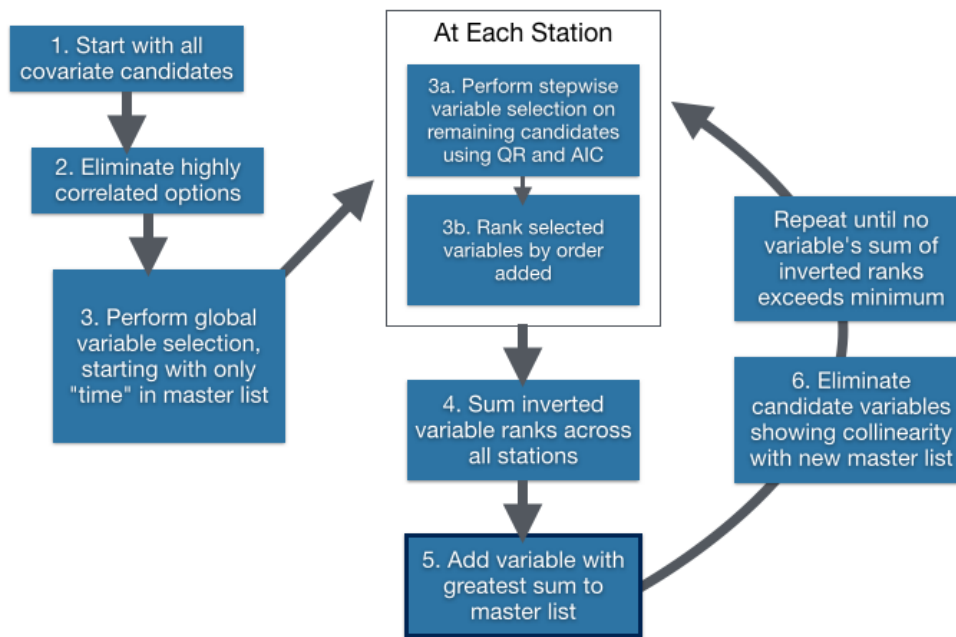 1. Start with all
covariate candidates
2. Eliminate highly
correlated options
3. Perform global
variable selection,
starting with only
"time" in master list
At Each Station
3a. Perform stepwise
variable selection on
remaining candidates
using QR and AIC
3b. Rank selected
variables by order
added
4. Sum inverted
variable ranks across
all stations
5. Add variable with
greatest sum to
master list
6. Eliminate
candidate variables
showing collinearity
with new master list
Repeat until no
variable's sum of
inverted ranks
exceeds minimum